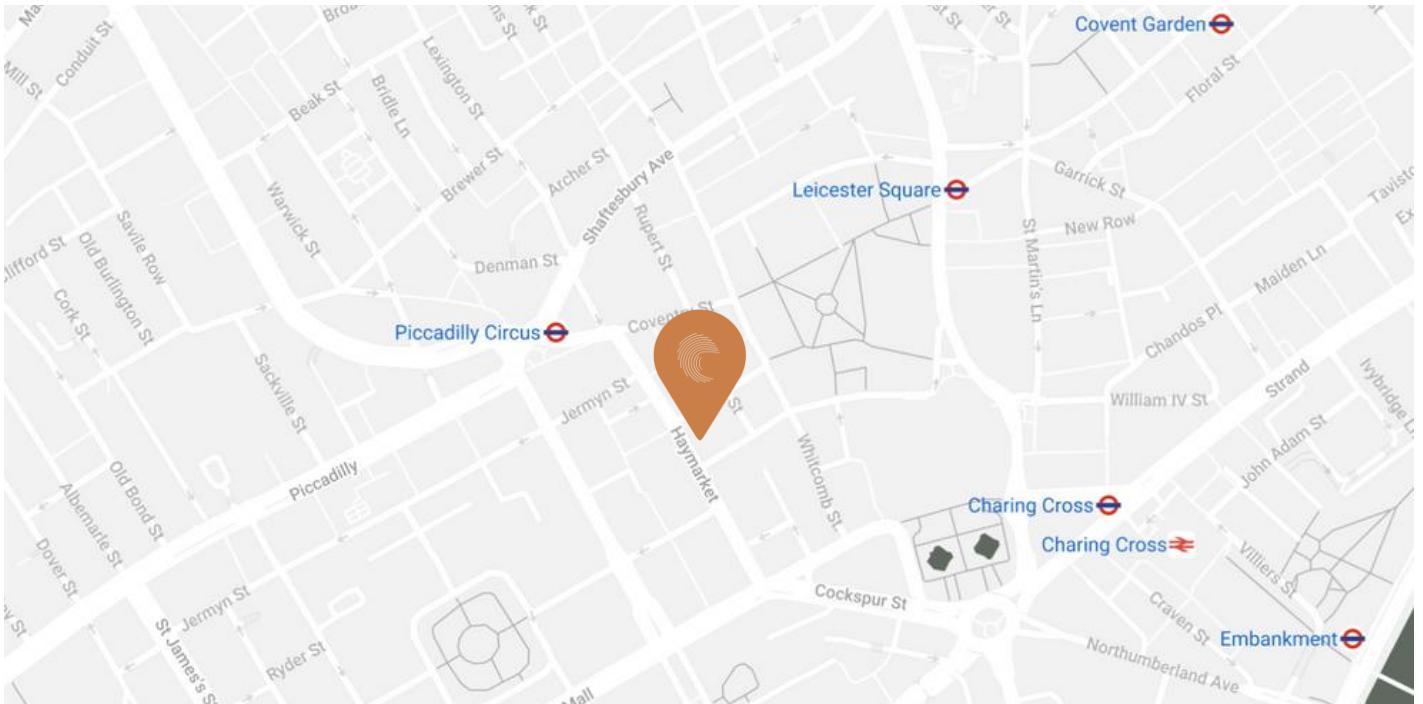 Covent Garden
Conduit St
Mill St
Lexington St
Bridle Ln
Beak St
Brewer St
Archer St
Shaftesbury Ave
Floral St
Garrick St
Leicester Square
New Row
St Martin's Ln
Maiden Ln
Warwick St
Savile Row
Old Burlington St
Cork St
Rupert St
Denman St
Coventry St
Piccadilly Circus
Chandos Pl
Strand
William IV St
John Adam St
Sackville St
Jermyn St
St
Haymarket
Whitcomb St
Piccadilly
Old Bond St
Albemarle St
Dover St
Charing Cross
Charing Cross
Villiers St
Craven St
Cockspur St
Embankment
Northumberland Ave
Jermyn St
St James's St
Ryder St
Mall